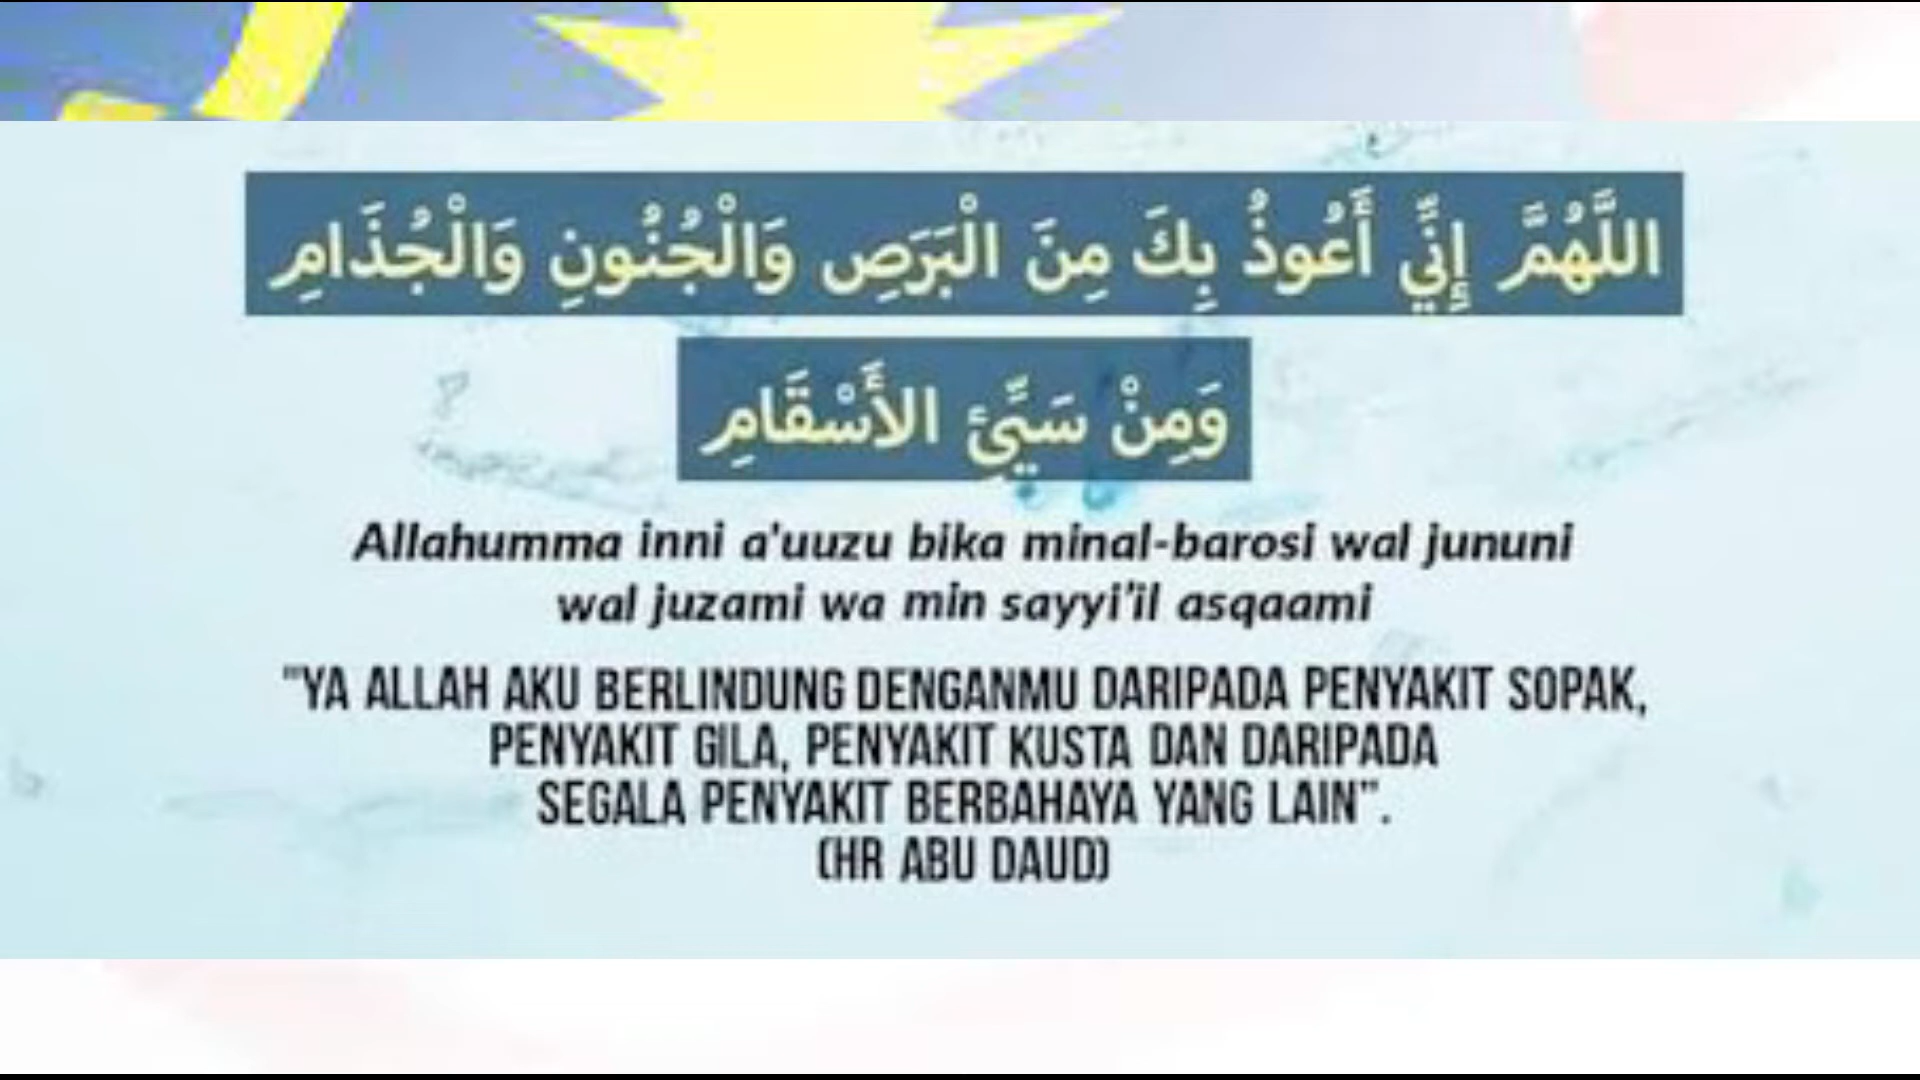 اللَّهُمَّ إِنِّي أَعُوذُ بِكَ مِنَ الْبَرَصِ وَالْجُنُونِ وَالْجُذَامِ
وَمِنْ سَيِّئِ الأَسْقَامِ
Allahumma inni a'uuzu bika minal-barosi wal jununi
wal juzami wa min sayyi'il asqaami
"YA ALLAH AKU BERLINDUNG DENGANMU DARIPADA PENYAKIT SOPAK,
PENYAKIT GILA, PENYAKIT KUSTA DAN DARIPADA
SEGALA PENYAKIT BERBAHAYA YANG LAIN".
(HR ABU DAUD)